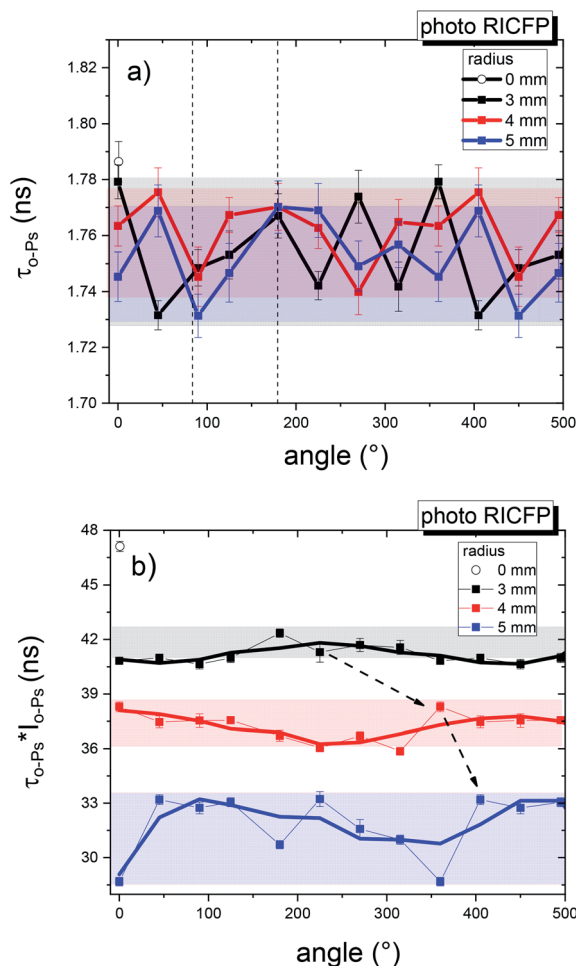 photo RICFP
a)
radius
0 mm
3 mm
4 mm
5 mm
1.82
1.80
1.78
1.76
1.74
1.72
1.70
τo-Ps (ns)
0 100 200 300 400 500
angle (°)
photo RICFP
b)
radius
0 mm
3 mm
4 mm
5 mm
48
45
42
39
36
33
30
τo-Ps*Io-Ps (ns)
0 100 200 300 400 500
angle (°)